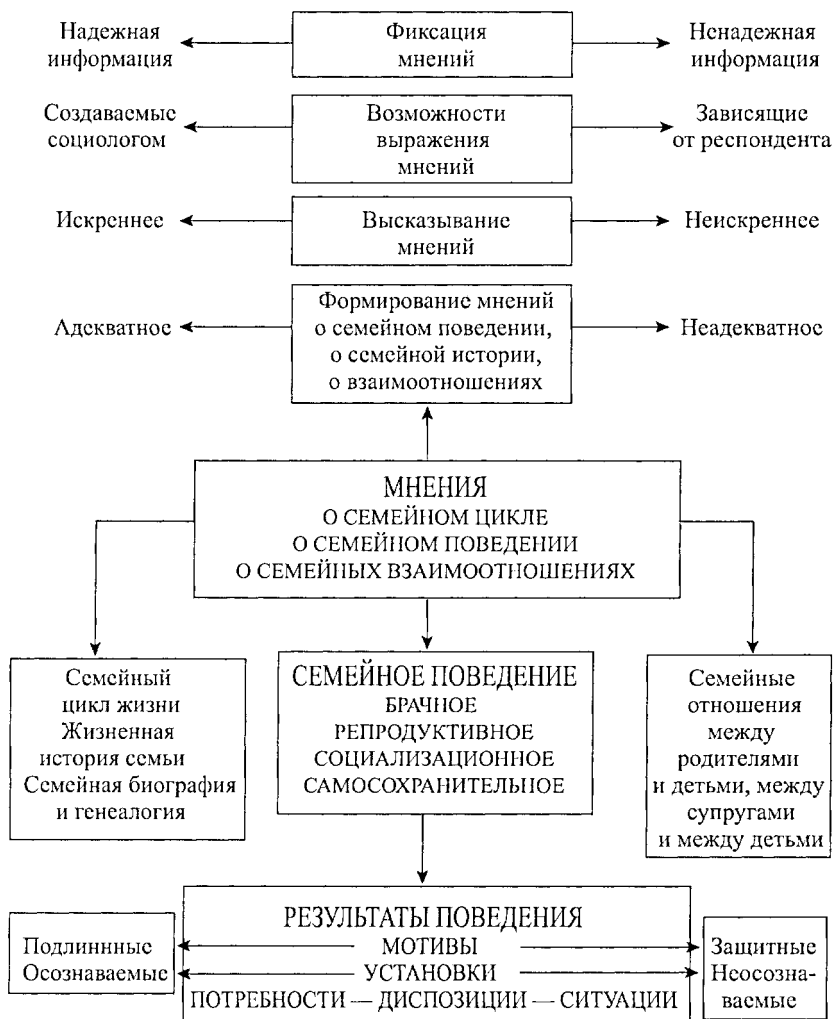 Надежная
информация
Фиксация
мнений
Ненадежная
информация
Создаваемые
социологом
Возможности
выражения
мнений
Зависящие
от респондента
Искреннее
Высказывание
мнений
Неискреннее
Адекватное
Формирование мнений
о семейном поведении,
о семейной истории,
о взаимоотношениях
Неадекватное
МНЕНИЯ
О СЕМЕЙНОМ ЦИКЛЕ
О СЕМЕЙНОМ ПОВЕДЕНИИ
О СЕМЕЙНЫХ ВЗАИМООТНОШЕНИЯХ
Семейный
цикл жизни
Жизненная
история семьи
Семейная биография
и генеалогия
СЕМЕЙНОЕ ПОВЕДЕНИЕ
БРАЧНОЕ
РЕПРОДУКТИВНОЕ
СОЦИАЛИЗАЦИОННОЕ
САМОСОХРАНИТЕЛЬНОЕ
Семейные
отношения
между
родителями
и детьми, между
супругами
и между детьми
РЕЗУЛЬТАТЫ ПОВЕДЕНИЯ
Подлиннные
Осознаваемые
МОТИВЫ
УСТАНОВКИ
ПОТРЕБНОСТИ — ДИСПОЗИЦИИ — СИТУАЦИИ
Защитные
Неосозна-
ваемые